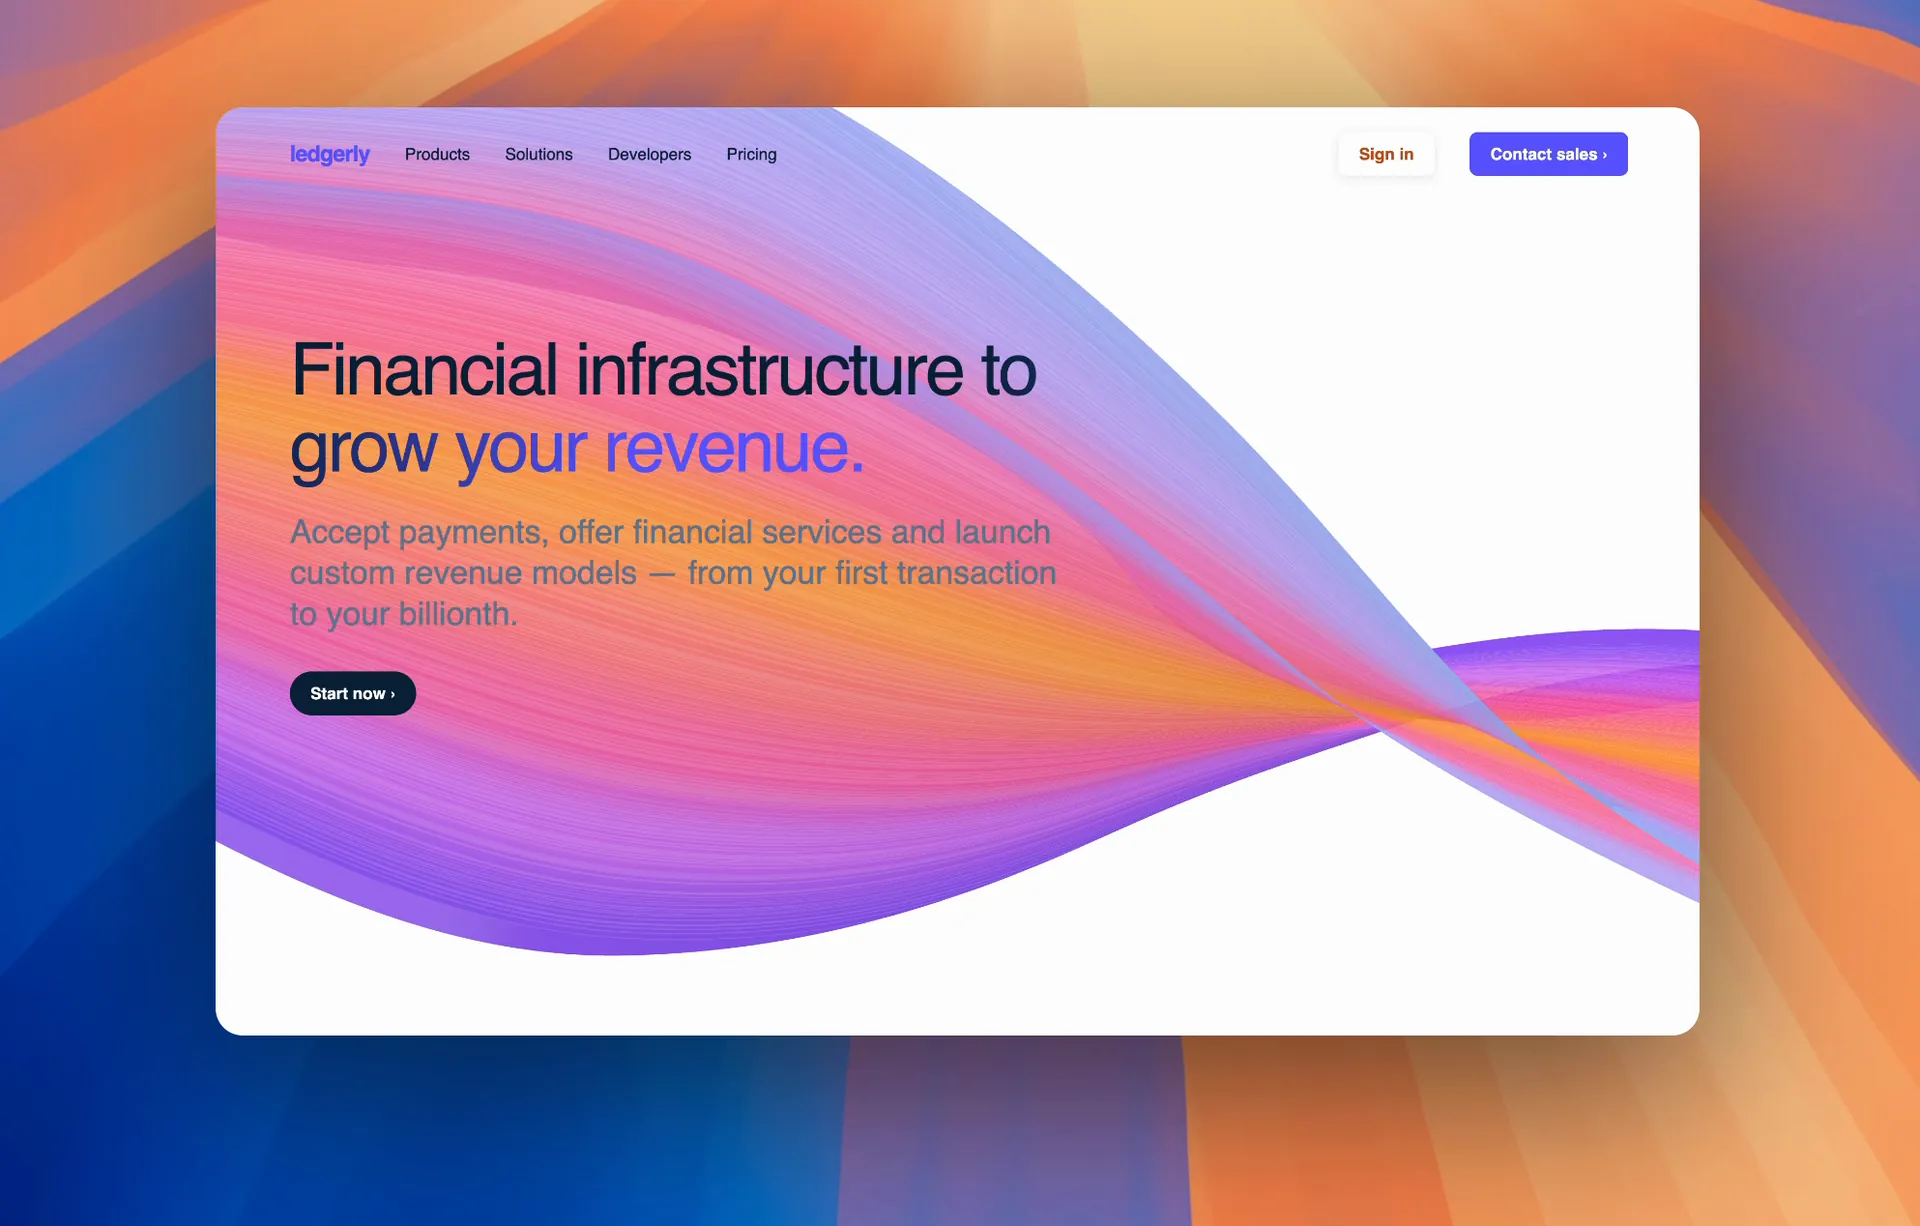 ledgerly
Products
Solutions
Developers
Pricing
Sign in
Contact sales ›
Financial infrastructure to
grow your revenue.
Accept payments, offer financial services and launch
custom revenue models — from your first transaction
to your billionth.
Start now ›